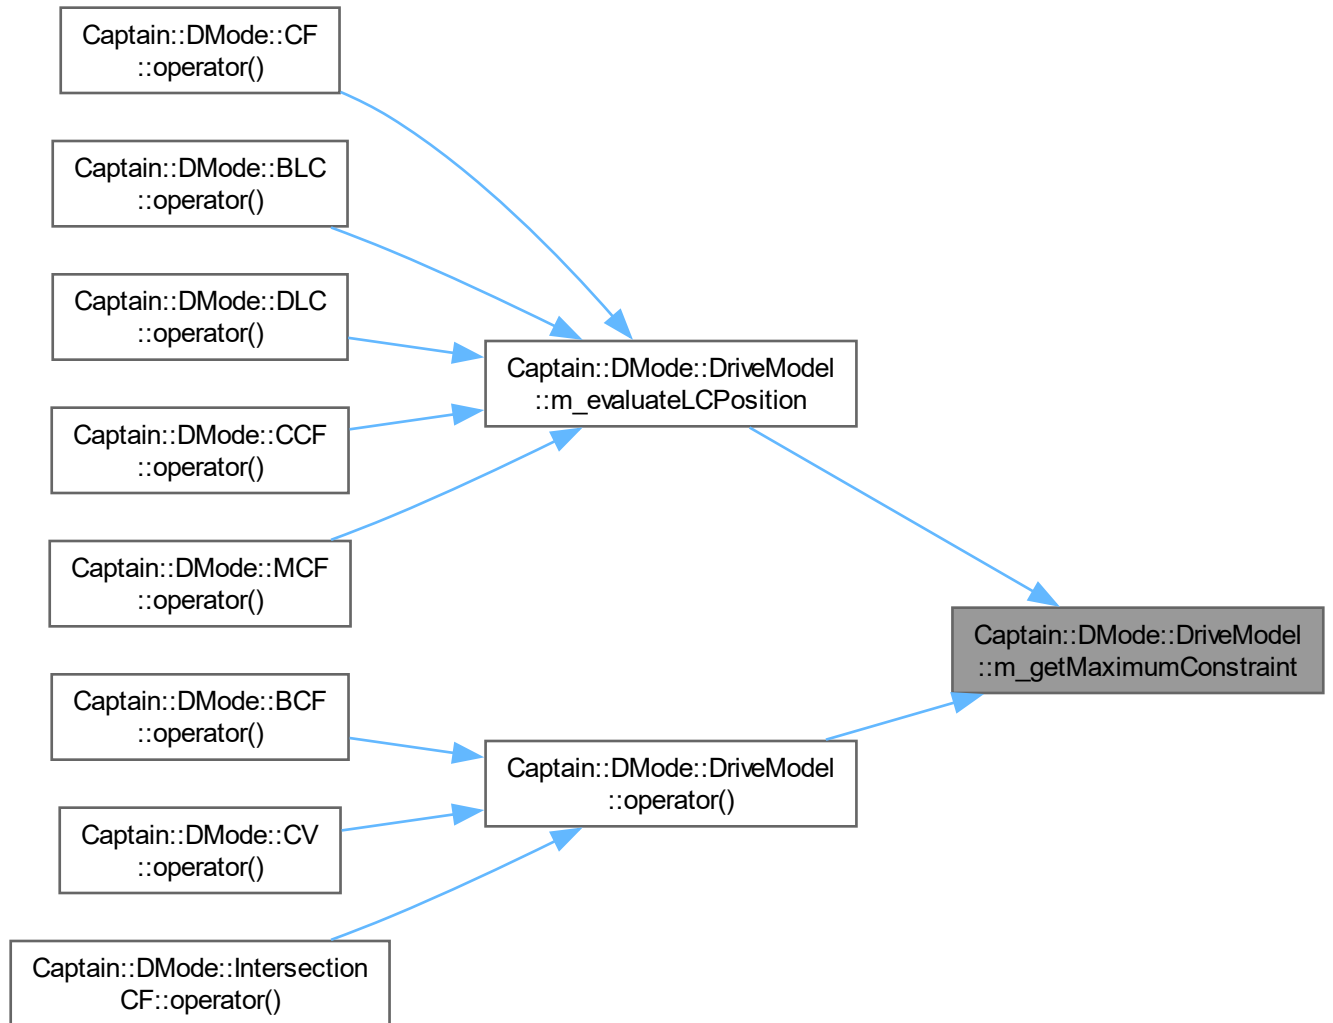 Captain::DMode::CF
::operator()
Captain::DMode::BLC
::operator()
Captain::DMode::DLC
::operator()
Captain::DMode::CCF
::operator()
Captain::DMode::MCF
::operator()
Captain::DMode::BCF
::operator()
Captain::DMode::CV
::operator()
Captain::DMode::Intersection
CF::operator()
Captain::DMode::DriveModel
::m_evaluateLCPosition
Captain::DMode::DriveModel
::operator()
Captain::DMode::DriveModel
::m_getMaximumConstraint